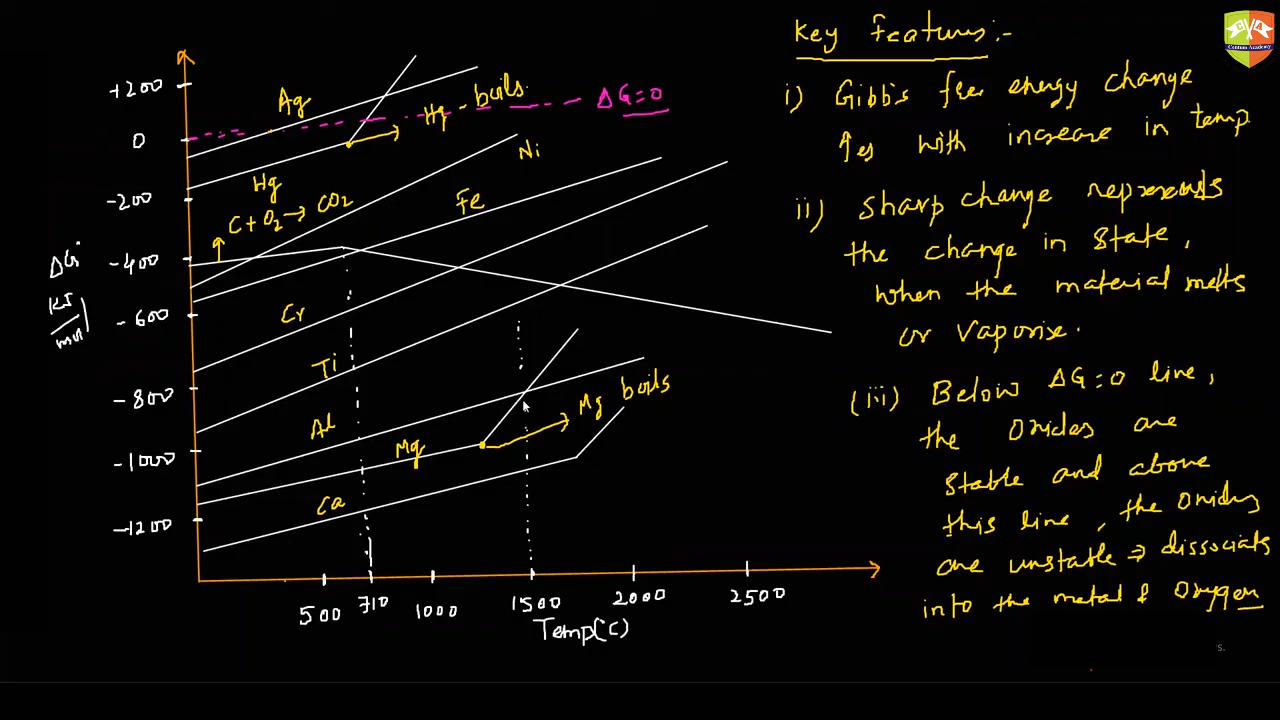 Key Features:-
i) Gibb's free energy change
↑es with increase in temp
ii) Sharp change represents
the change in State,
when the material melts
or Vaporise.
(iii) Below ΔG=0 line,
the Oxides are
stable and above
this line, the Oxides
are unstable ⇒ dissociates
into the metal & Oxygen
+200
0
-200
-400
-600
-800
-1000
-1200
ΔG
KJ/mol
Ag
Hg - boils
ΔG=0
Hg
C+O2→CO2
Ni
Fe
Cr
Ti
Al
Mg
Mg boils
Ca
500
710
1000
1500
2000
2500
Temp(C)
Centum Academy
s.